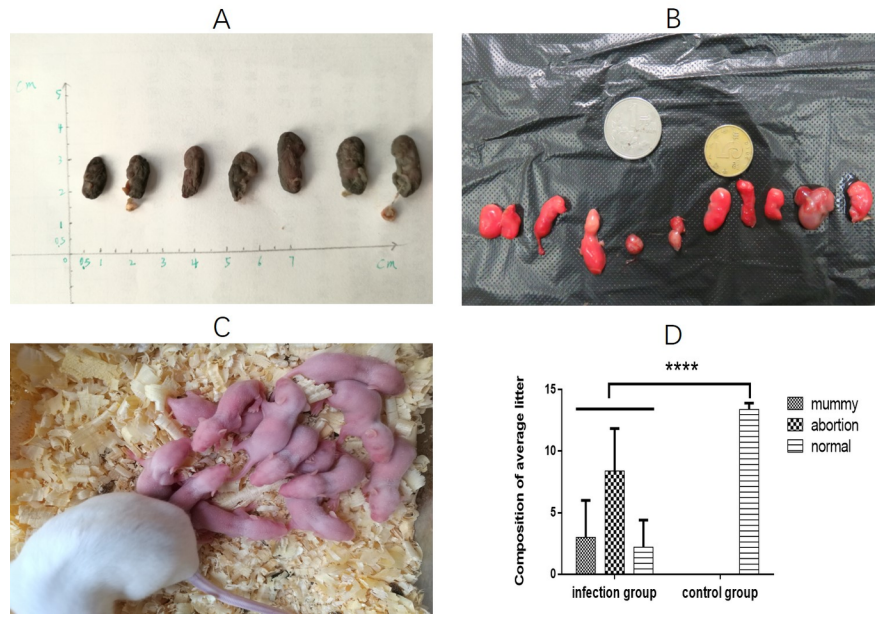 A
B
cm
5
4
3
2
1
0.5
0
0.5
1
2
3
4
5
6
7
cm
C
D
****
15
10
5
0
Composition of average litter
mummy
abortion
normal
infection group
control group